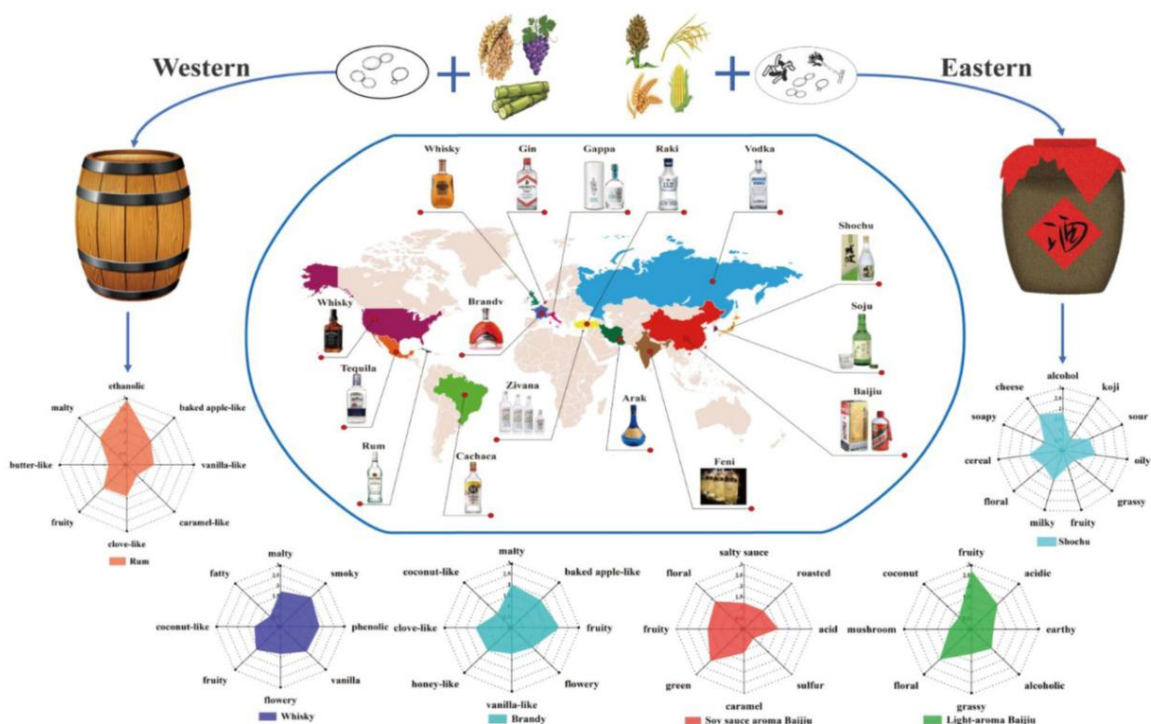 Western
Eastern
Whisky
Gin
Gappa
Raki
Vodka
Shochu
Whisky
Brandv
Soju
Tequila
Zivana
Arak
Baijiu
Rum
Cachaca
Feni
酒
ethanolic
malty
baked apple-like
butter-like
vanilla-like
fruity
caramel-like
clove-like
Rum
alcohol
cheese
koji
soapy
sour
cereal
oily
floral
grassy
milky
fruity
Shochu
malty
fatty
smoky
coconut-like
phenolic
fruity
vanilla
flowery
Whisky
malty
coconut-like
baked apple-like
clove-like
fruity
honey-like
flowery
vanilla-like
Brandy
salty sauce
floral
roasted
fruity
acid
green
sulfur
caramel
Soy sauce aroma Baijiu
fruity
coconut
acidic
mushroom
earthy
floral
alcoholic
grassy
Light-aroma Baijiu